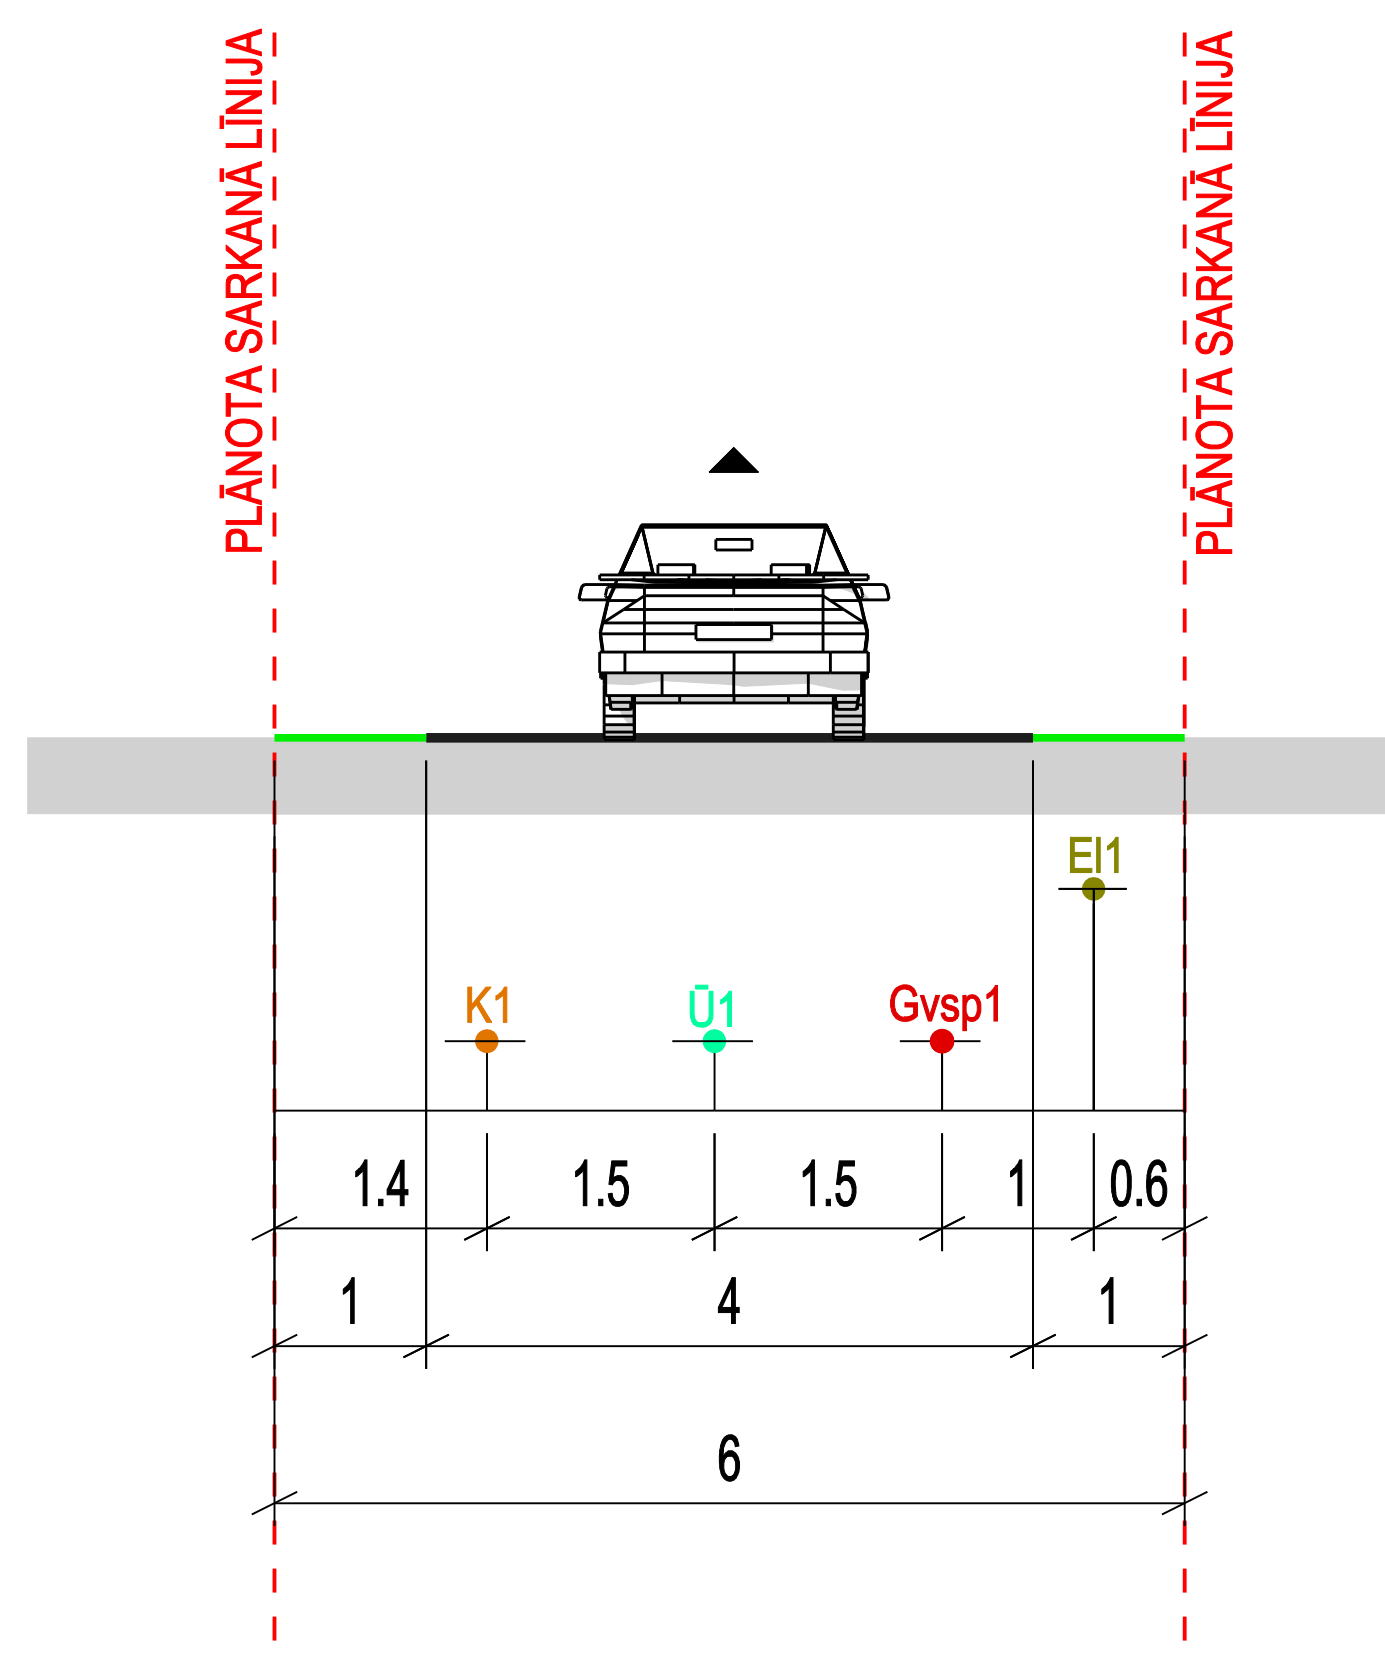 PLĀNOTA SARKANĀ LĪNIJA
PLĀNOTA SARKANĀ LĪNIJA
El1
K1
Ū1
Gvsp1
1.4 1.5 1.5 1 0.6
1 4 1
6